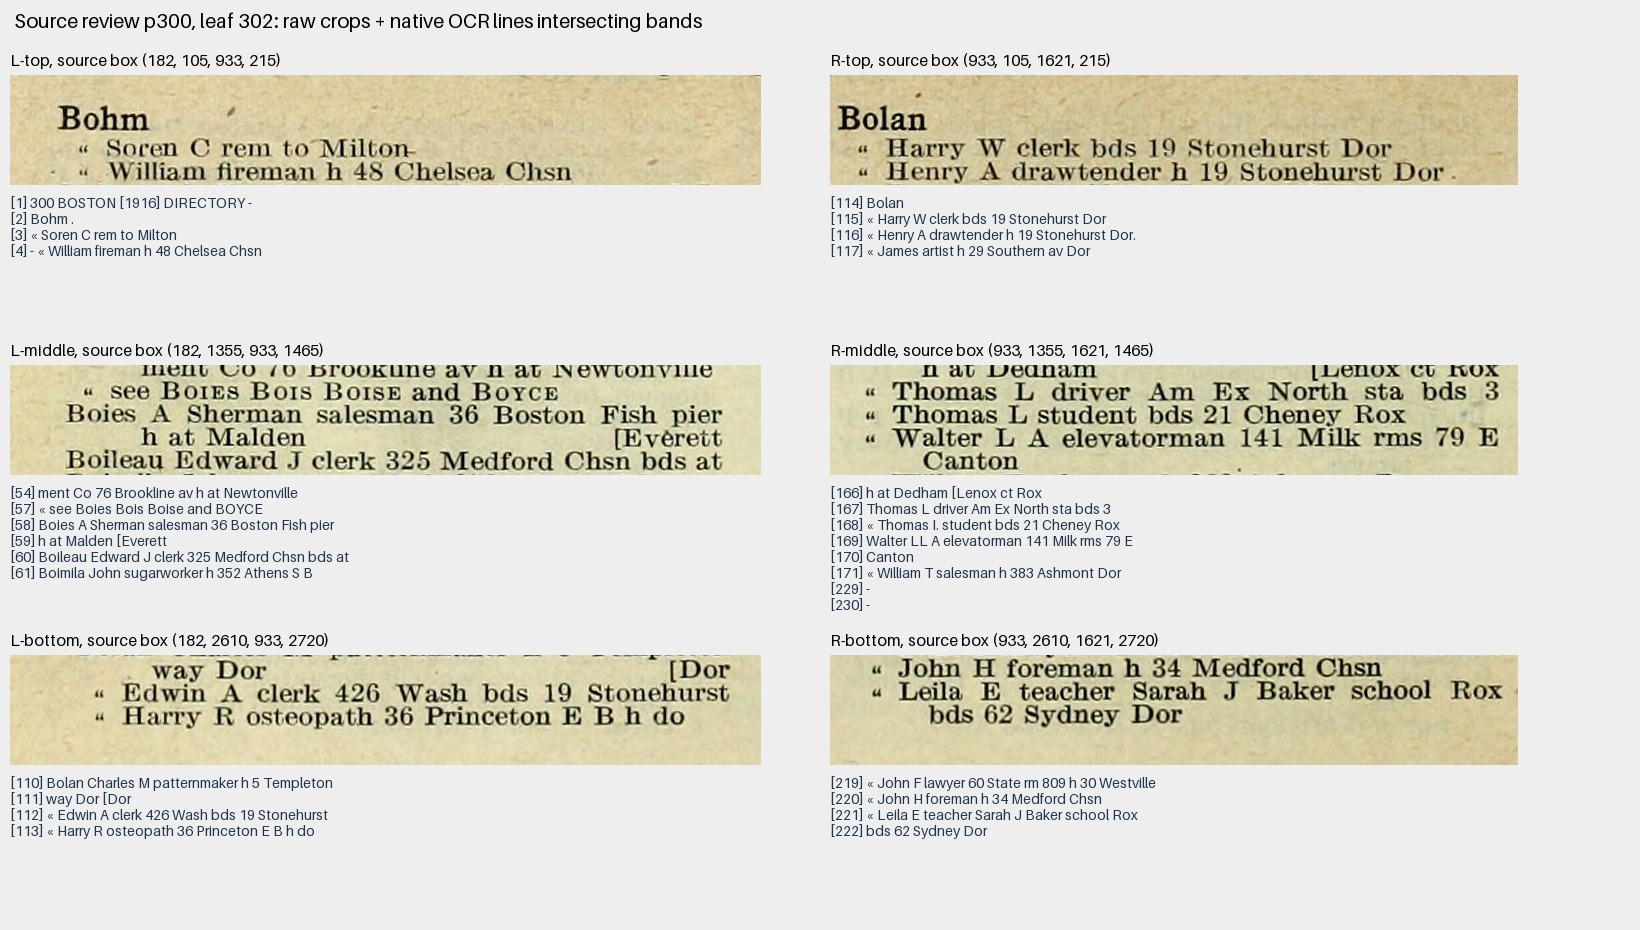 Source review p300, leaf 302: raw crops + native OCR lines intersecting bands
L-top, source box (182, 105, 933, 215)
Bohm
“ Soren C rem to Milton
“ William fireman h 48 Chelsea Chsn
[1] 300 BOSTON [1916] DIRECTORY -
[2] Bohm .
[3] « Soren C rem to Milton
[4] - « William fireman h 48 Chelsea Chsn
R-top, source box (933, 105, 1621, 215)
Bolan
“ Harry W clerk bds 19 Stonehurst Dor
“ Henry A drawtender h 19 Stonehurst Dor
[114] Bolan
[115] « Harry W clerk bds 19 Stonehurst Dor
[116] « Henry A drawtender h 19 Stonehurst Dor.
[117] « James artist h 29 Southern av Dor
L-middle, source box (182, 1355, 933, 1465)
ment Co 76 Brookline av h at Newtonville
“ see BOIES BOIS BOISE and BOYCE
Boies A Sherman salesman 36 Boston Fish pier
h at Malden [Everett
Boileau Edward J clerk 325 Medford Chsn bds at
[54] ment Co 76 Brookline av h at Newtonville
[57] « see Boies Bois Boise and BOYCE
[58] Boies A Sherman salesman 36 Boston Fish pier
[59] h at Malden [Everett
[60] Boileau Edward J clerk 325 Medford Chsn bds at
[61] Boimila John sugarworker h 352 Athens S B
R-middle, source box (933, 1355, 1621, 1465)
h at Dedham [Lenox ct Rox
“ Thomas L driver Am Ex North sta bds 3
“ Thomas L student bds 21 Cheney Rox
“ Walter L A elevatorman 141 Milk rms 79 E
Canton
[166] h at Dedham [Lenox ct Rox
[167] Thomas L driver Am Ex North sta bds 3
[168] « Thomas I. student bds 21 Cheney Rox
[169] Walter LL A elevatorman 141 Milk rms 79 E
[170] Canton
[171] « William T salesman h 383 Ashmont Dor
[229] -
[230] -
L-bottom, source box (182, 2610, 933, 2720)
way Dor [Dor
“ Edwin A clerk 426 Wash bds 19 Stonehurst
“ Harry R osteopath 36 Princeton E B h do
[110] Bolan Charles M patternmaker h 5 Templeton
[111] way Dor [Dor
[112] « Edwin A clerk 426 Wash bds 19 Stonehurst
[113] « Harry R osteopath 36 Princeton E B h do
R-bottom, source box (933, 2610, 1621, 2720)
“ John H foreman h 34 Medford Chsn
“ Leila E teacher Sarah J Baker school Rox
bds 62 Sydney Dor
[219] « John F lawyer 60 State rm 809 h 30 Westville
[220] « John H foreman h 34 Medford Chsn
[221] « Leila E teacher Sarah J Baker school Rox
[222] bds 62 Sydney Dor